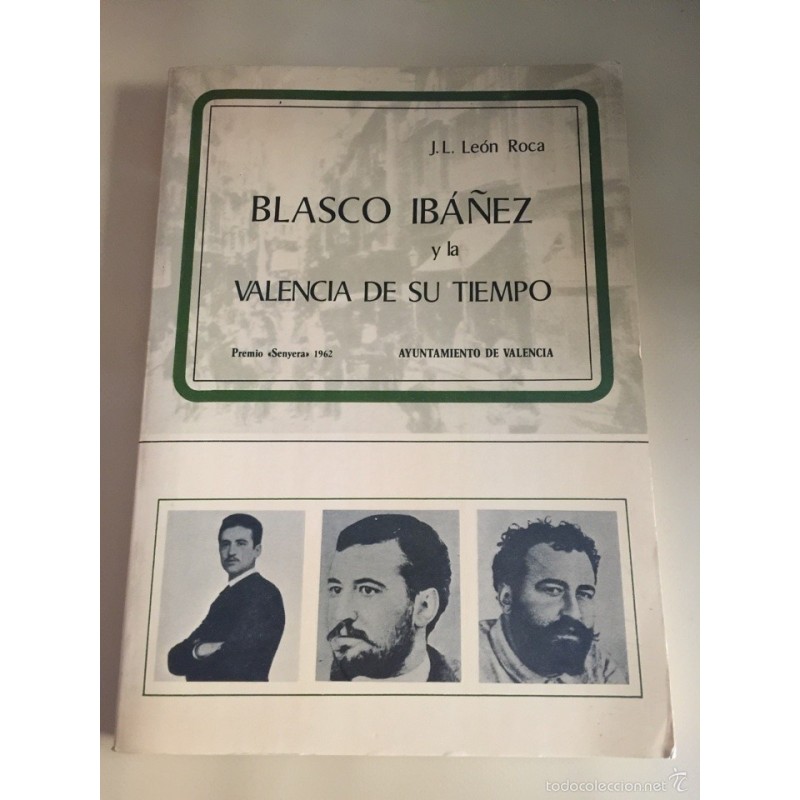 J.L. León Roca
BLASCO IBÁÑEZ
y la
VALENCIA DE SU TIEMPO
Premio «Senyera» 1962 AYUNTAMIENTO DE VALENCIA
todocoleccion.net